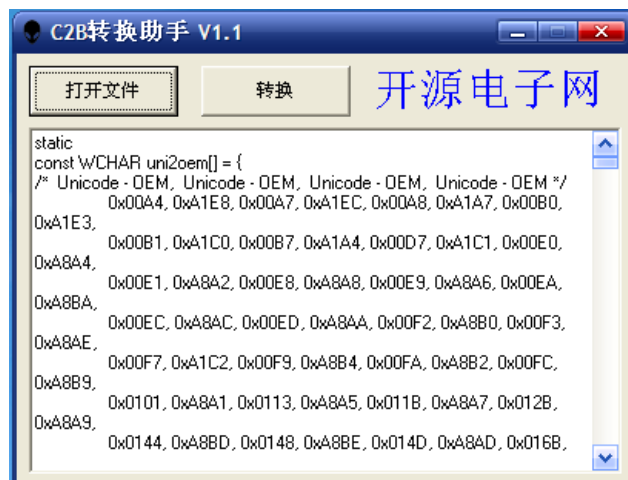 C2B转换助手 V1.1
打开文件
转换
开源电子网
static
const WCHAR uni2oem[] = {
/*  Unicode - OEM,  Unicode - OEM,  Unicode - OEM,  Unicode - OEM */
0x00A4, 0xA1E8, 0x00A7, 0xA1EC, 0x00A8, 0xA1A7, 0x00B0,
0xA1E3,
0x00B1, 0xA1C0, 0x00B7, 0xA1A4, 0x00D7, 0xA1C1, 0x00E0,
0xA8A4,
0x00E1, 0xA8A2, 0x00E8, 0xA8A8, 0x00E9, 0xA8A6, 0x00EA,
0xA8BA,
0x00EC, 0xA8AC, 0x00ED, 0xA8AA, 0x00F2, 0xA8B0, 0x00F3,
0xA8AE,
0x00F7, 0xA1C2, 0x00F9, 0xA8B4, 0x00FA, 0xA8B2, 0x00FC,
0xA8B9,
0x0101, 0xA8A1, 0x0113, 0xA8A5, 0x011B, 0xA8A7, 0x012B,
0xA8A9,
0x0144, 0xA8BD, 0x0148, 0xA8BE, 0x014D, 0xA8AD, 0x016B,